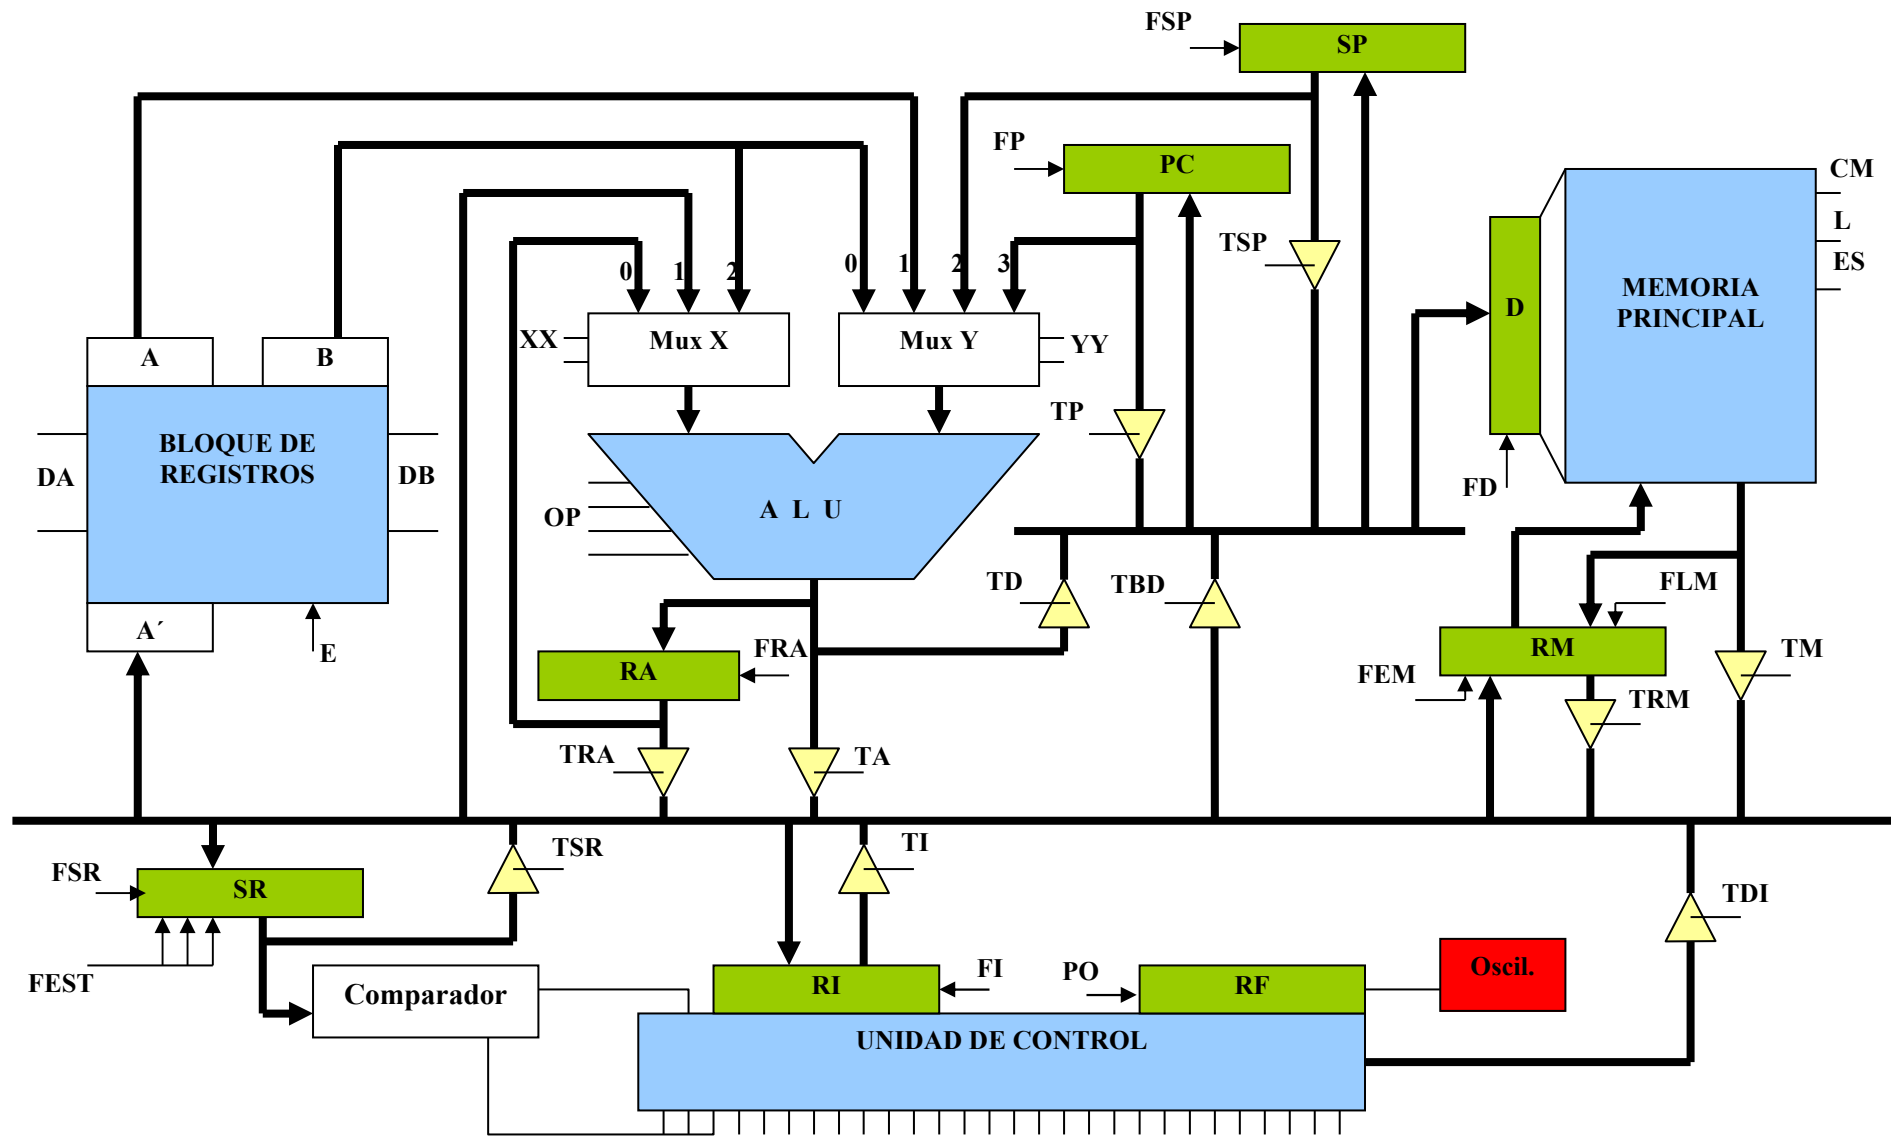 FSP
SP
FP
PC
CM
L
ES
TSP
MEMORIA
PRINCIPAL
D
0
1
2
0
1
2
3
XX
Mux X
Mux Y
YY
A
B
TP
BLOQUE DE
REGISTROS
DA
DB
FD
OP
A L U
TD
TBD
FLM
A´
E
RA
FRA
RM
TM
FEM
TRM
TRA
TA
TSR
TI
FSR
SR
TDI
FEST
Comparador
RI
FI
PO
RF
Oscil.
UNIDAD DE CONTROL